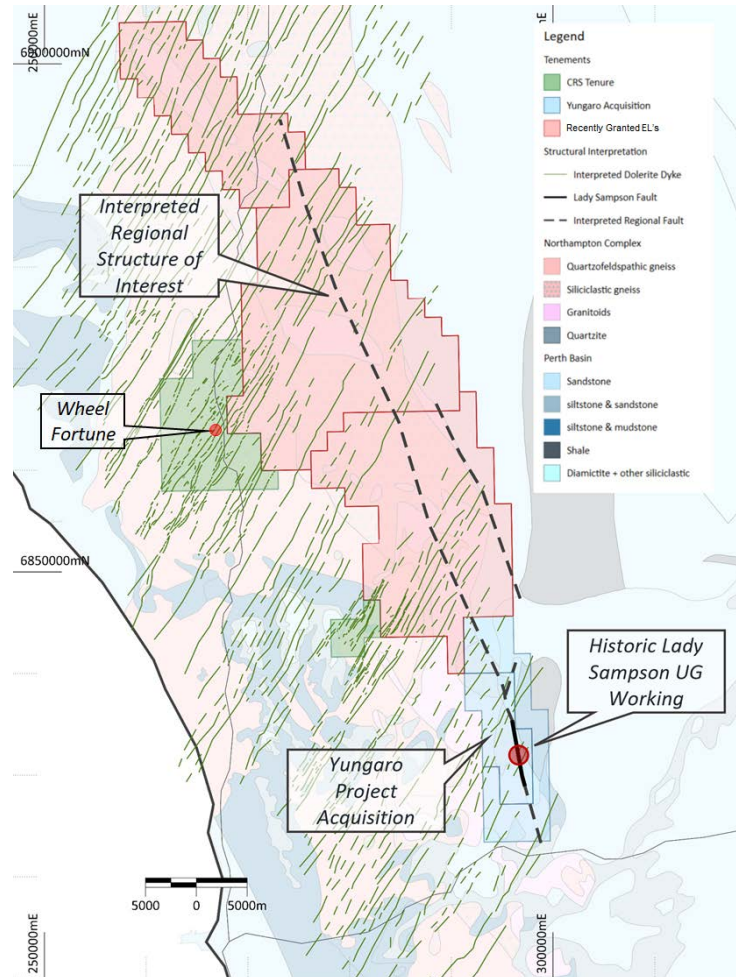 250000mE
300000mE
6900000mN
Legend
Tenements
CRS Tenure
Yungaro Acquisition
Recently Granted EL's
Structural Interpretation
Interpreted Dolerite Dyke
Lady Sampson Fault
Interpreted Regional Fault
Northampton Complex
Quartzofeldspathic gneiss
Siliciclastic gneiss
Granitoids
Quartzite
Perth Basin
Sandstone
siltstone & sandstone
siltstone & mudstone
Shale
Diamictite + other siliciclastic
Interpreted
Regional
Structure of
Interest
Wheel
Fortune
6850000mN
Historic Lady
Sampson UG
Working
Yungaro
Project
Acquisition
5000
0
5000m
250000mE
300000mE